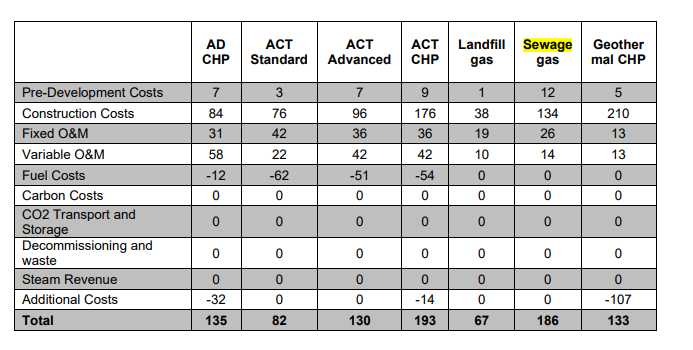 AD CHP ACT Standard ACT Advanced ACT CHP Landfill gas Sewage gas Geother mal CHP
Pre-Development Costs 7 3 7 9 1 12 5
Construction Costs 84 76 96 176 38 134 210
Fixed O&M 31 42 36 36 19 26 13
Variable O&M 58 22 42 42 10 14 13
Fuel Costs -12 -62 -51 -54 0 0 0
Carbon Costs 0 0 0 0 0 0 0
CO2 Transport and Storage 0 0 0 0 0 0 0
Decommissioning and waste 0 0 0 0 0 0 0
Steam Revenue 0 0 0 0 0 0 0
Additional Costs -32 0 0 -14 0 0 -107
Total 135 82 130 193 67 186 133